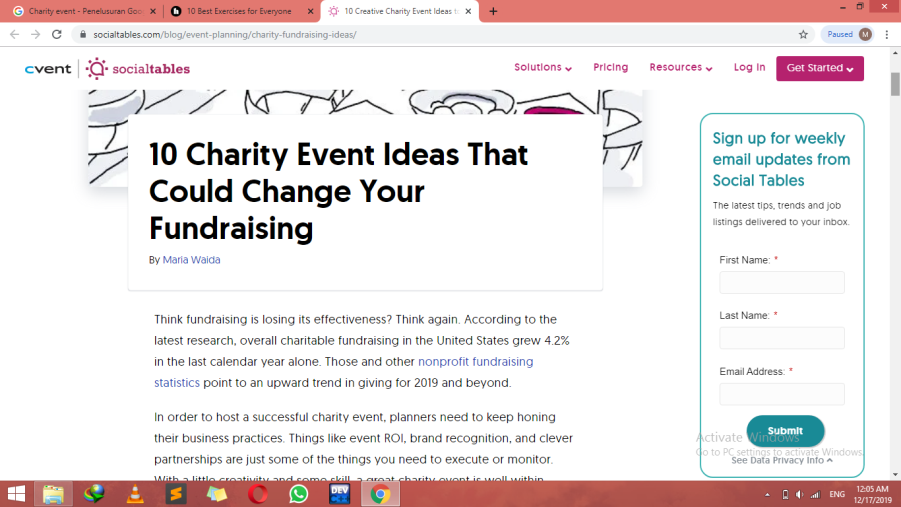 Charity event - Penelusuran Goo
10 Best Exercises for Everyone
10 Creative Charity Event Ideas t
socialtables.com/blog/event-planning/charity-fundraising-ideas/
Paused M
cvent socialtables
Solutions Pricing Resources Log In Get Started
10 Charity Event Ideas That
Could Change Your
Fundraising
By Maria Waida
Think fundraising is losing its effectiveness? Think again. According to the
latest research, overall charitable fundraising in the United States grew 4.2%
in the last calendar year alone. Those and other nonprofit fundraising
statistics point to an upward trend in giving for 2019 and beyond.
In order to host a successful charity event, planners need to keep honing
their business practices. Things like event ROI, brand recognition, and clever
partnerships are just some of the things you need to execute or monitor.
With a little creativity and some skill, a great charity event is well within
Sign up for weekly
email updates from
Social Tables
The latest tips, trends and job
listings delivered to your inbox.
First Name: *
Last Name: *
Email Address: *
Submit
See Data Privacy Info
Activate Windows
Go to PC settings to activate Windows.
DEV
ENG
12:05 AM
12/17/2019